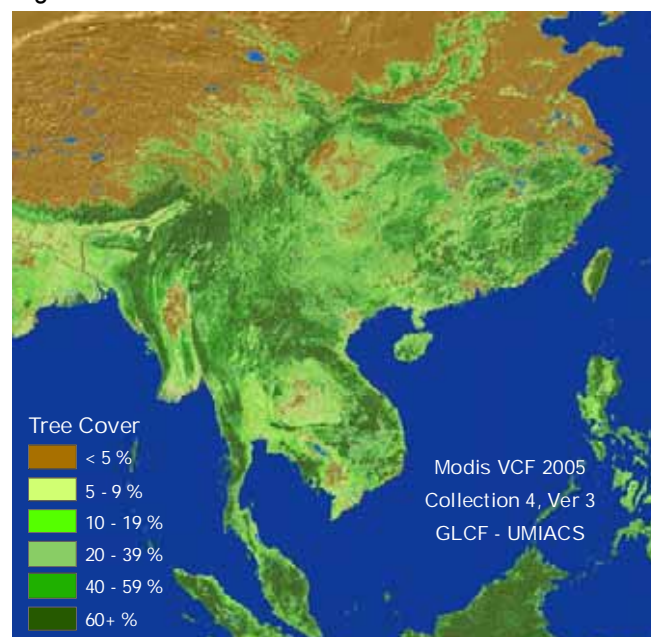 Tree Cover
< 5 %
5 - 9 %
10 - 19 %
20 - 39 %
40 - 59 %
60+ %
Modis VCF 2005
Collection 4, Ver 3
GLCF - UMIACS